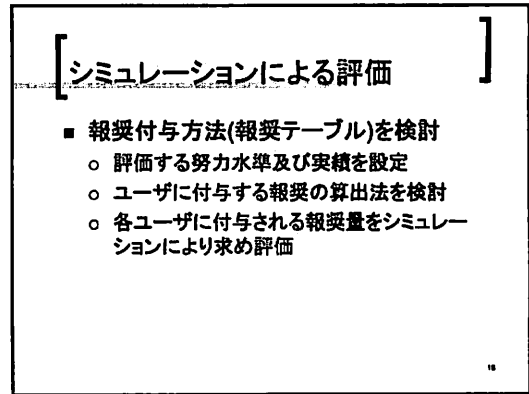 シミュレーションによる評価
■ 報奨付与方法(報奨テーブル)を検討
○ 評価する努力水準及び実績を設定
○ ユーザに付与する報奨の算出法を検討
○ 各ユーザに付与される報奨量をシミュレー
ションにより求め評価